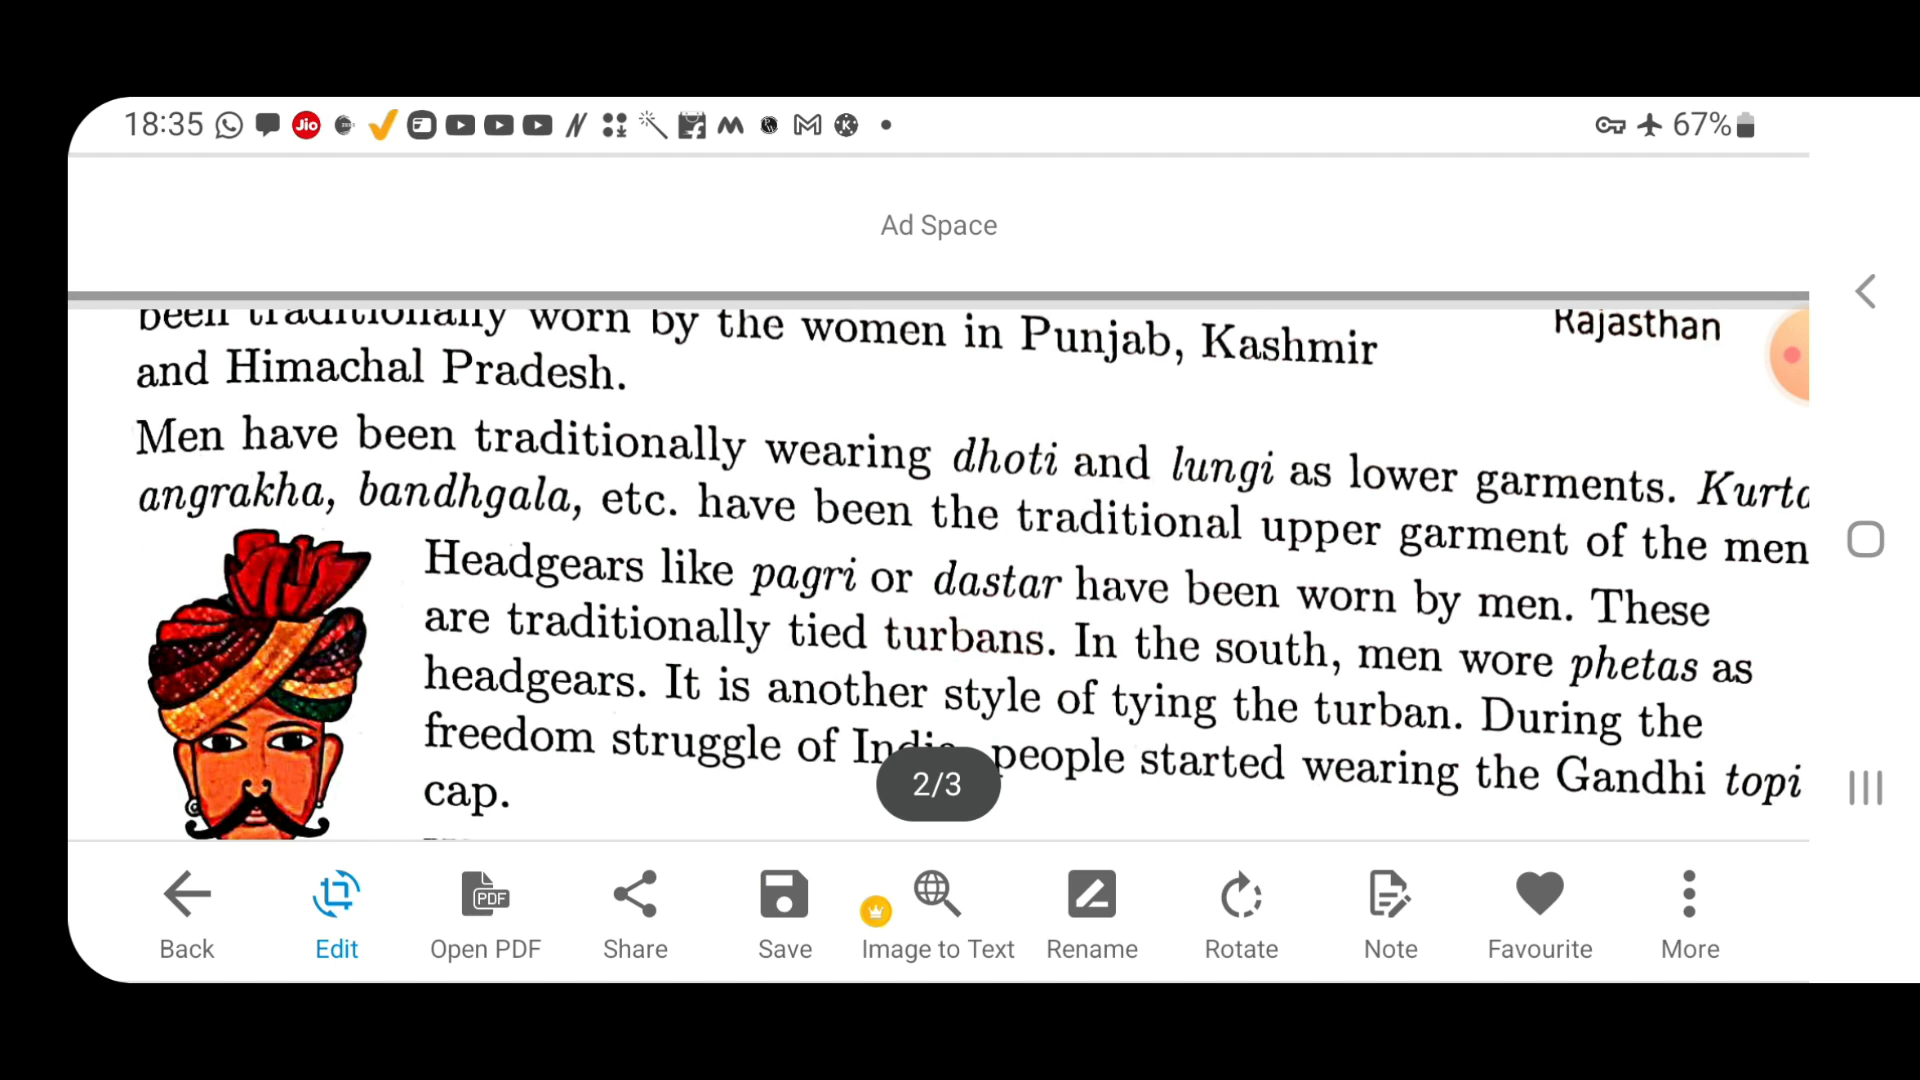 18:35 67%
Ad Space
been traditionally worn by the women in Punjab, Kashmir
Rajasthan
and Himachal Pradesh.
Men have been traditionally wearing dhoti and lungi as lower garments.
angrakha, bandhgala, etc. have been the traditional upper garment of the men
Headgears like pagri or dastar have been worn by men. These
are traditionally tied turbans. In the south, men wore phetas as
headgears. It is another style of tying the turban. During the
freedom struggle of people started wearing the Gandhi topi
cap.
2/3
Back Edit Open PDF Share Save Image to Text Rename Rotate Note Favourite More
Jio
PDF